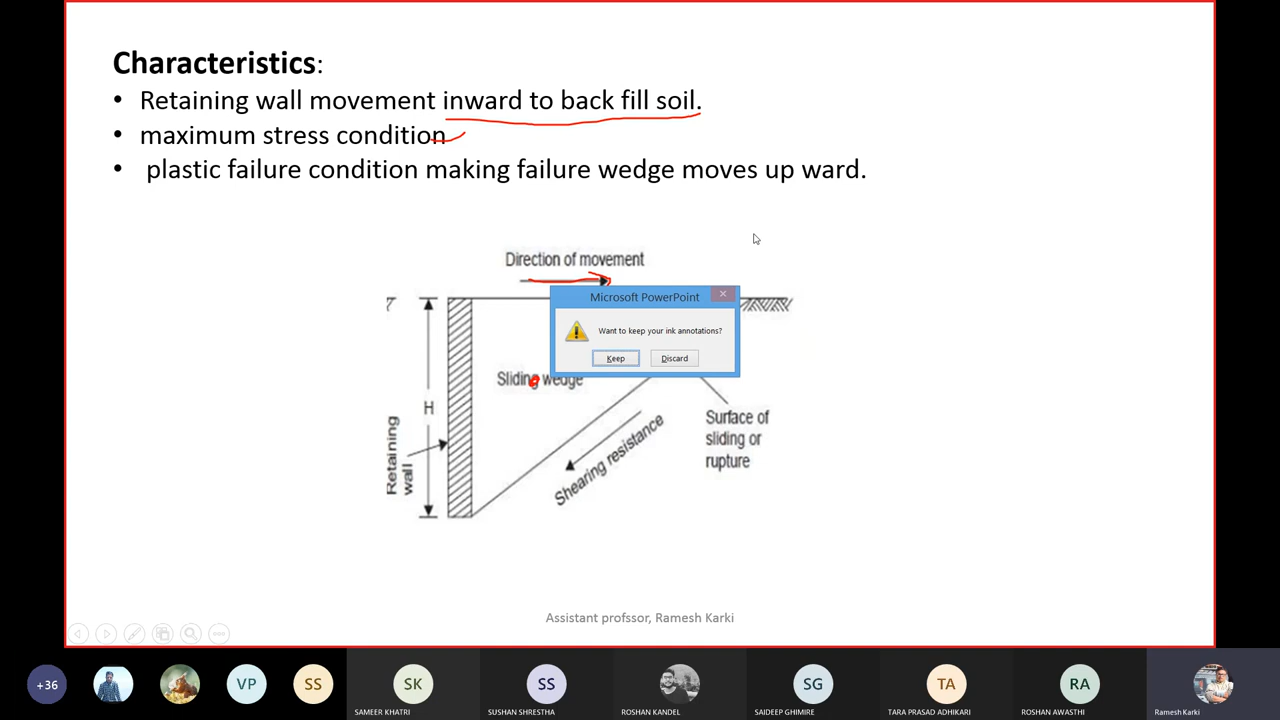 Characteristics:
• Retaining wall movement inward to back fill soil.
• maximum stress condition
• plastic failure condition making failure wedge moves up ward.
Direction of movement
Microsoft PowerPoint
Want to keep your ink annotations?
Keep
Discard
Sliding wedge
H
Retaining
wall
Shearing resistance
Surface of
sliding or
rupture
Assistant profssor, Ramesh Karki
+36
VP
SS
SK
SS
SG
TA
RA
SAMEER KHATRI
SUSHAN SHRESTHA
ROSHAN KANDEL
SAIDEEP GHIMIRE
TARA PRASAD ADHIKARI
ROSHAN AWASTHI
Ramesh Karki